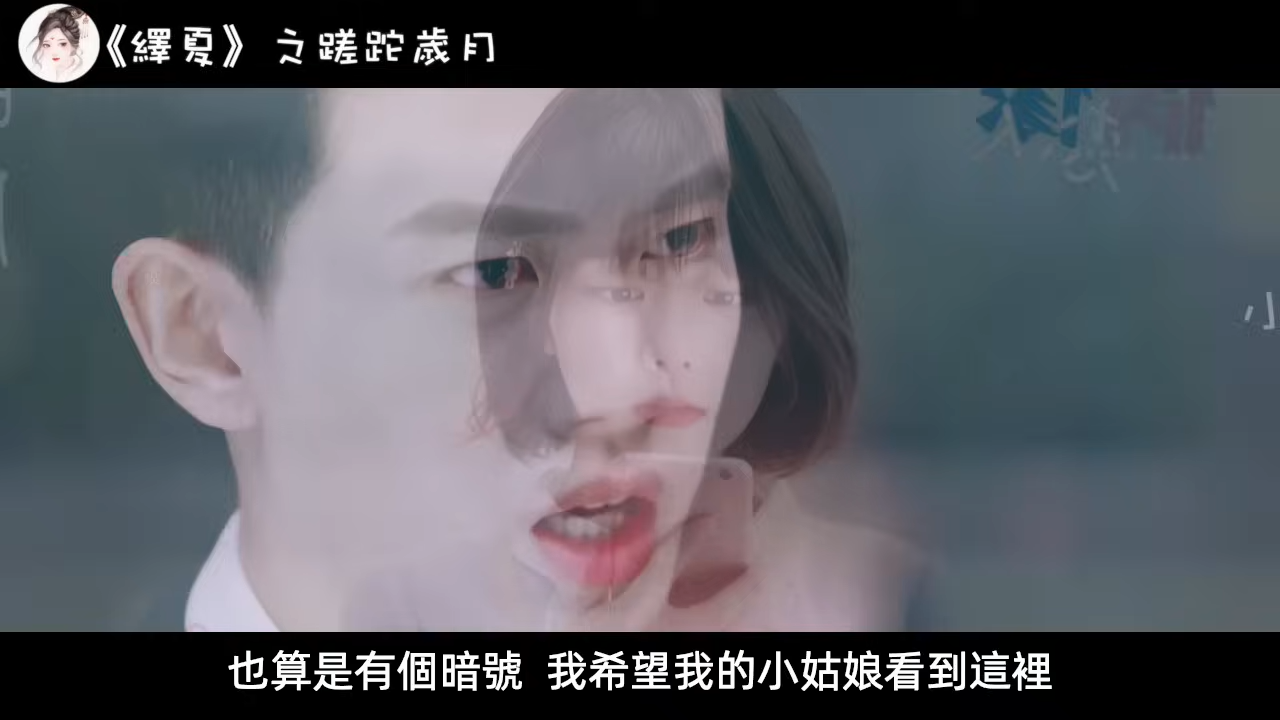 《繹夏》之蹉跎歲月
小
也算是有個暗號 我希望我的小姑娘看到這裡